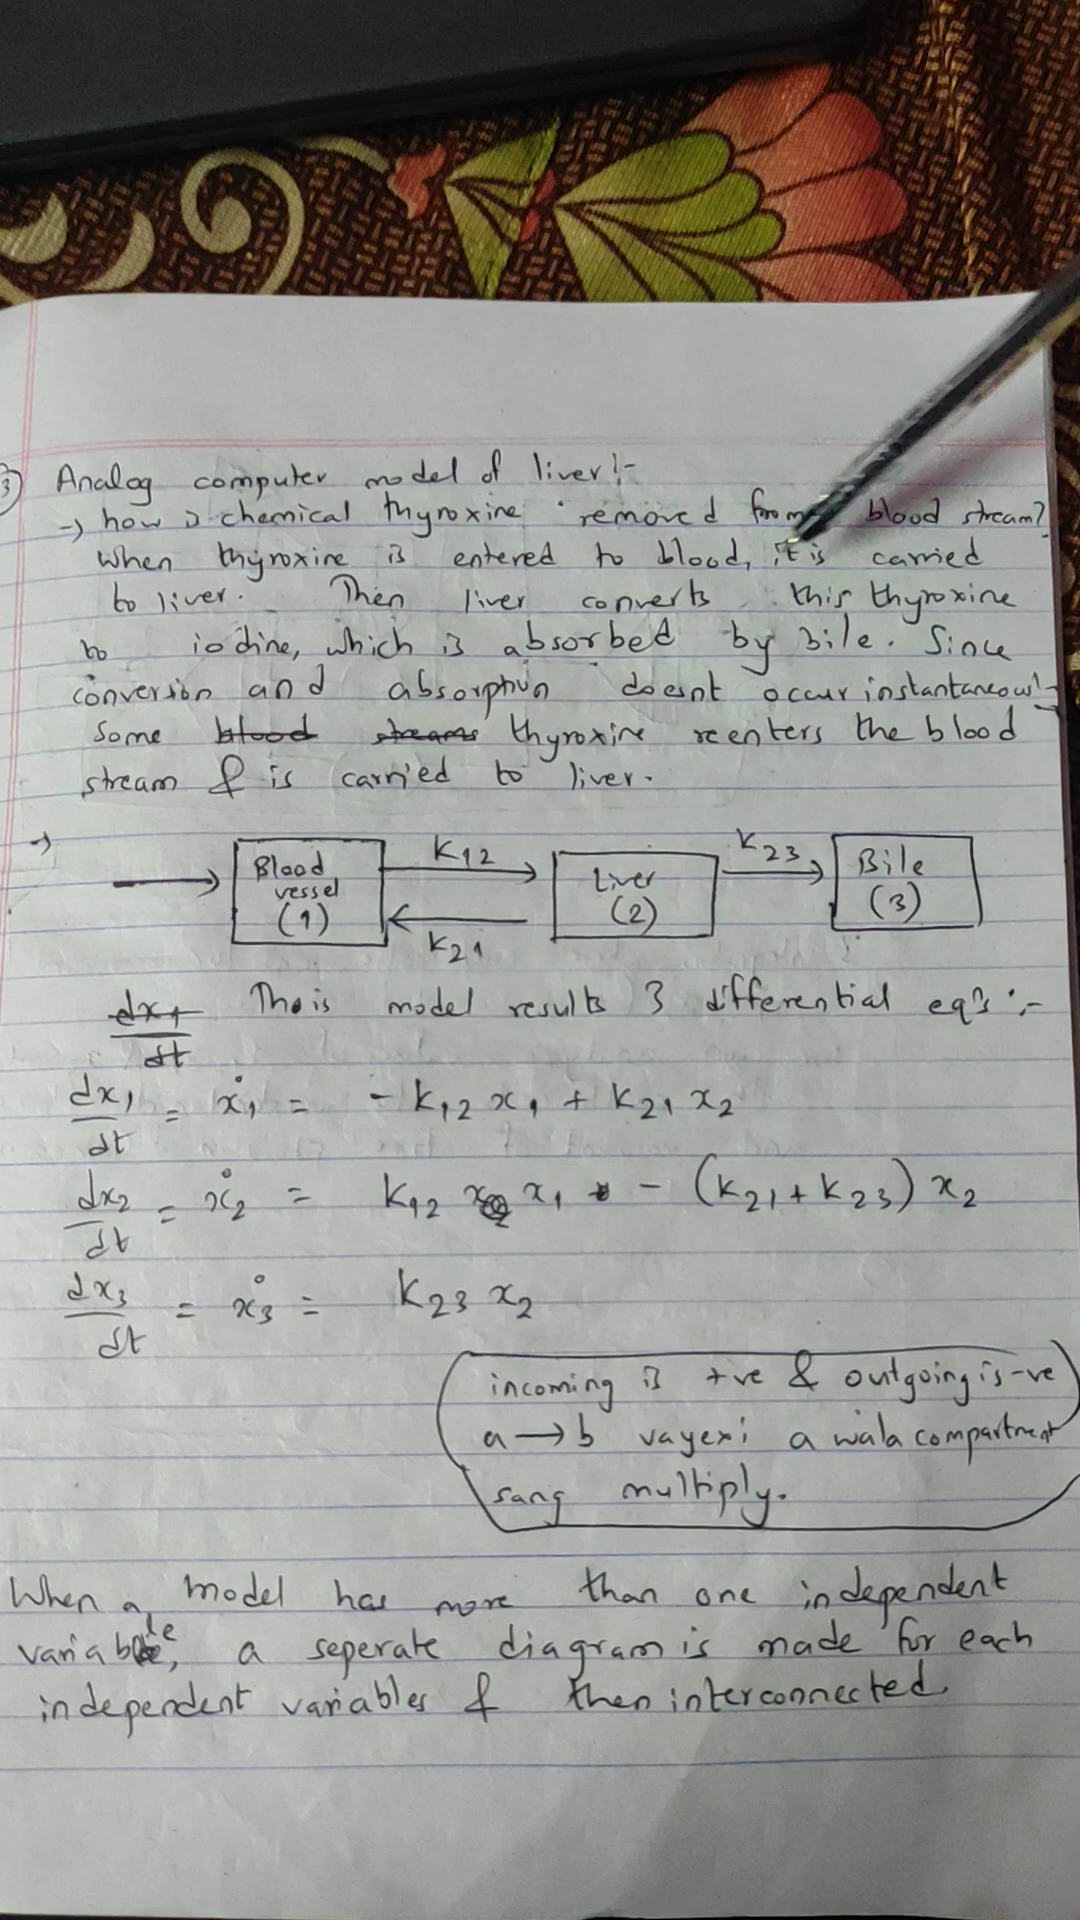 3) Analog computer model of liver:-
→ how is chemical thyroxine removed from blood stream?
When thyroxine is entered to blood, it is carried
to liver. Then liver converts this thyroxine
to iodine, which is absorbed by bile. Since
conversion and absorption doesnt occur instantaneously
Some blood streams thyroxine reenters the blood
stream & is carried to liver.
→
Blood vessel (1) K12 K21 Liver (2) K23 Bile (3)
dx1/dt This model results 3 differential eqns:-
dx1/dt = ẋ1 = - K12 x1 + K21 x2
dx2/dt = ẋ2 = K12 x1 - (K21 + K23) x2
dx3/dt = ẋ3 = K23 x2
incoming is +ve & outgoing is -ve
a → b vayexi a wala compartment
sang multiply.
When a model has more than one independent
variable, a seperate diagram is made for each
independent variables & then interconnected